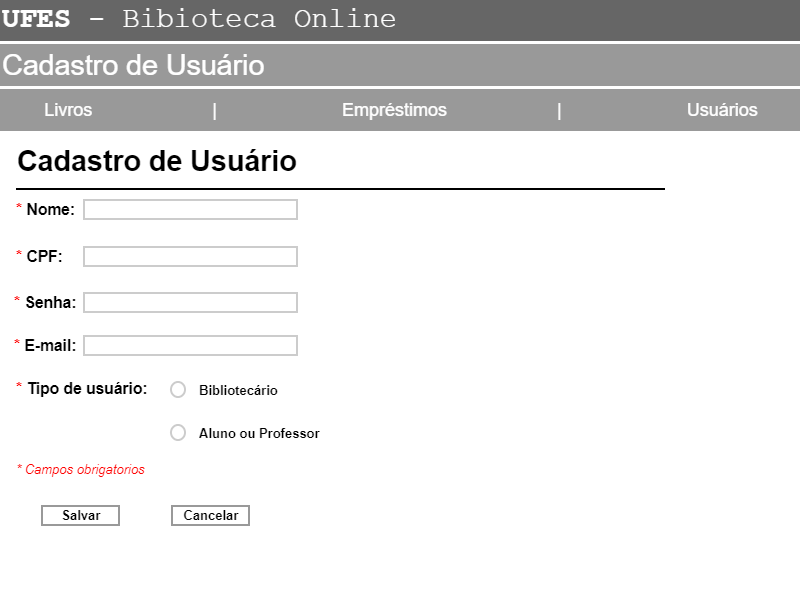 UFES - Bibioteca Online
Cadastro de Usuário
Livros | Empréstimos | Usuários
Cadastro de Usuário
* Nome:
* CPF:
* Senha:
* E-mail:
* Tipo de usuário: Bibliotecário
Aluno ou Professor
* Campos obrigatorios
Salvar Cancelar